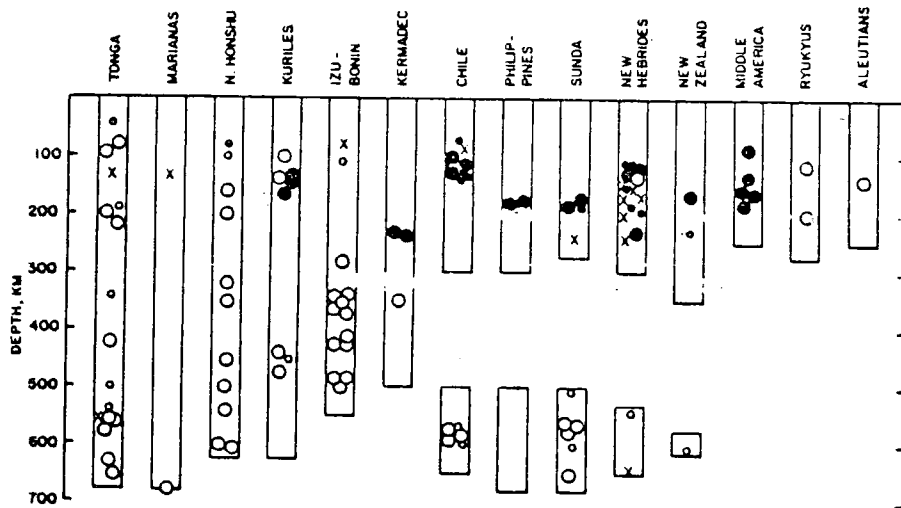 TONGA
MARIANAS
N. HONSHU
KURILES
IZU-
BONIN
KERMADEC
CHILE
PHILIP-
PINES
SUNDA
NEW
HEBRIDES
NEW
ZEALAND
MIDDLE
AMERICA
RYUKYUS
ALEUTIANS
DEPTH, KM
100
200
300
400
500
600
700